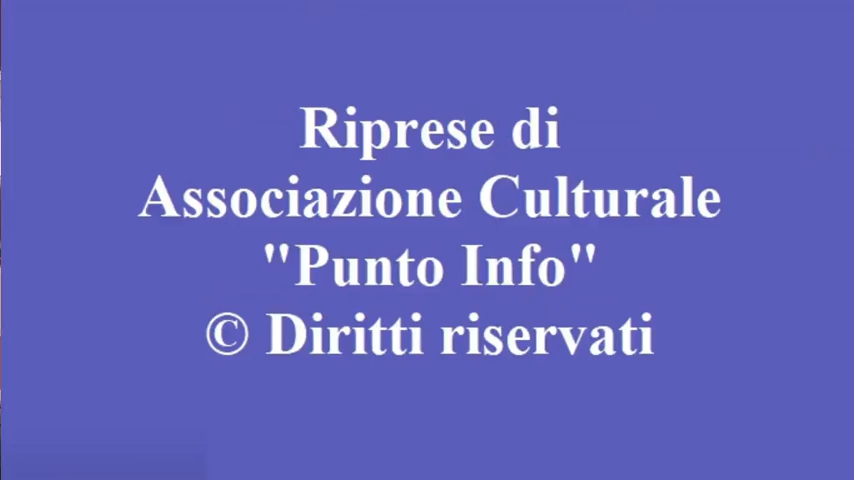 Riprese di
Associazione Culturale
"Punto Info"
© Diritti riservati